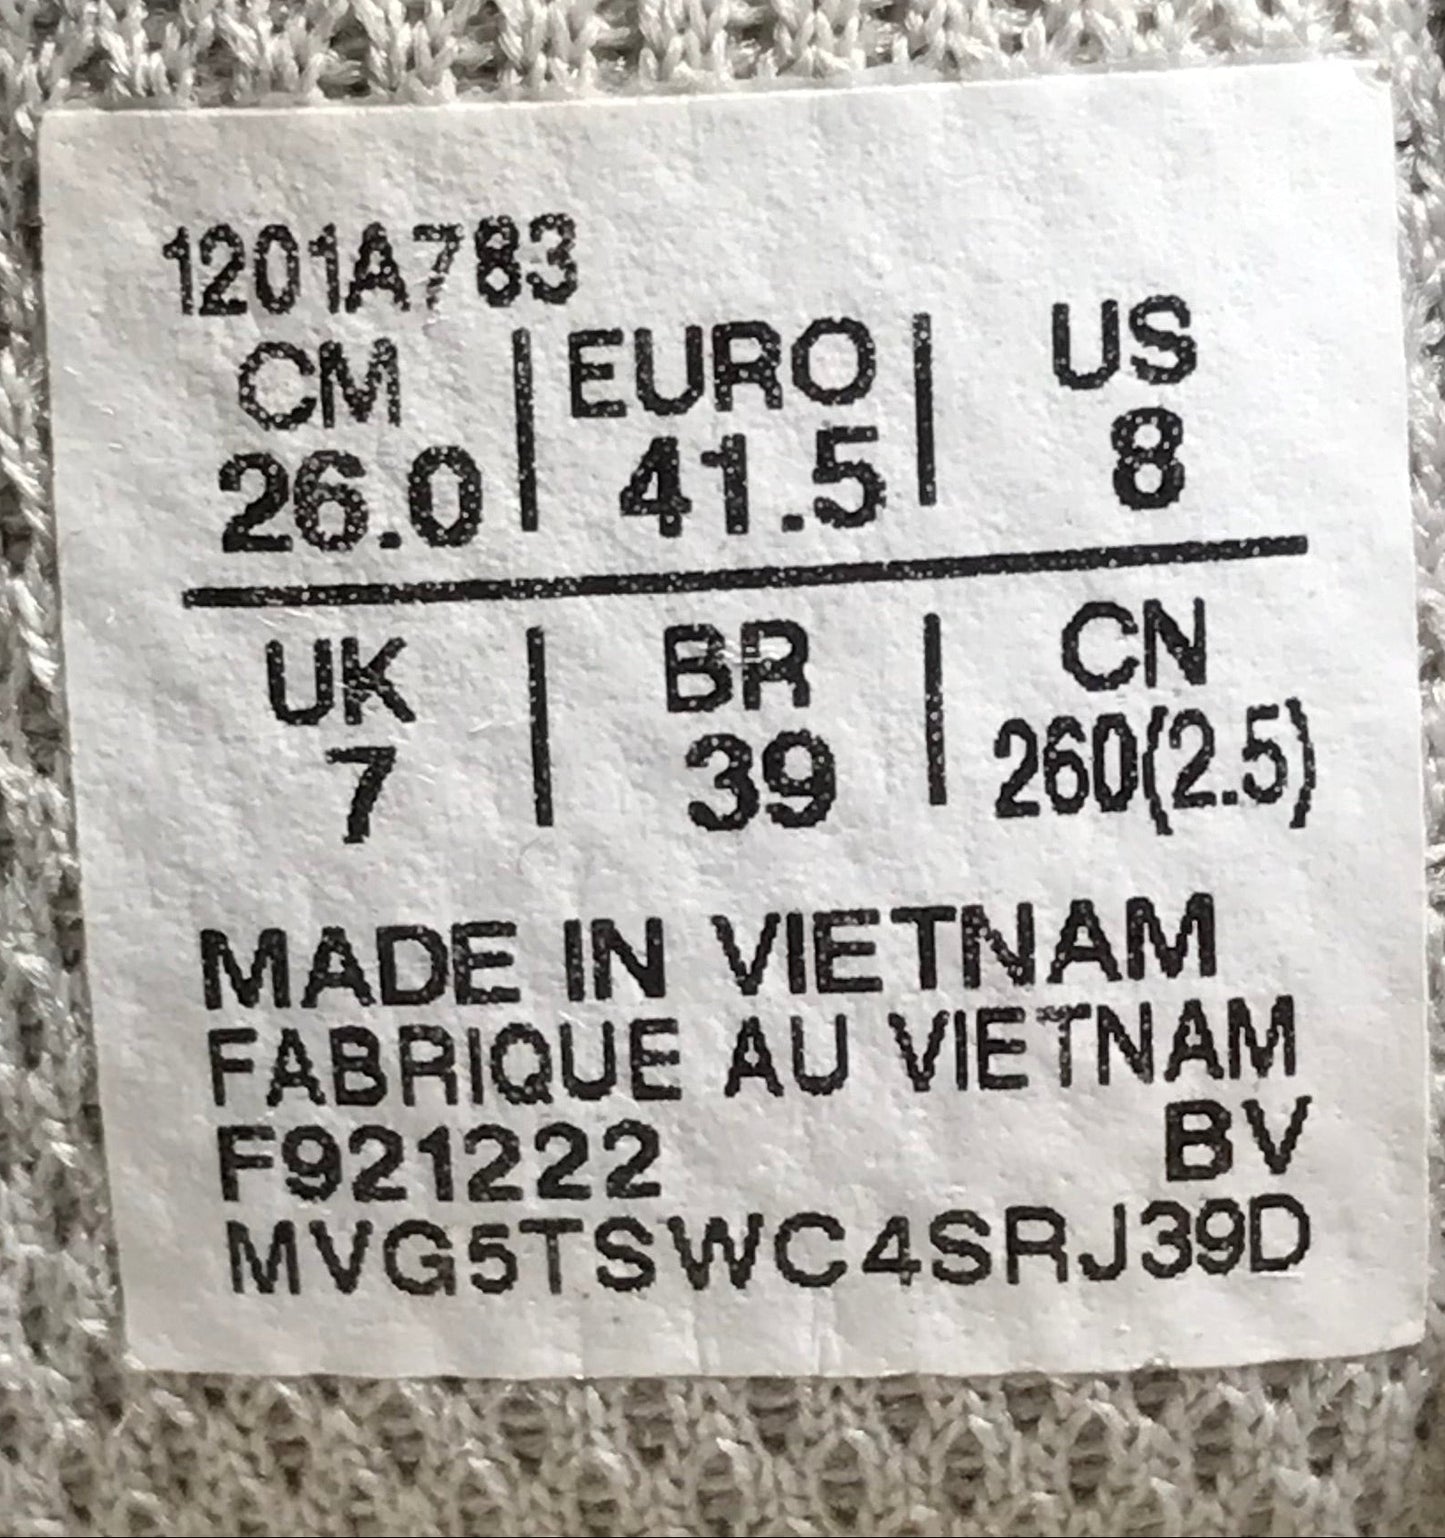 1201A783
CM | EURO | US
26.0 | 41.5 | 8
UK | BR | CN
7 | 39 | 260(2.5)
MADE IN VIETNAM
FABRIQUE AU VIETNAM
F921222 BV
MVG5TSWC4SRJ39D